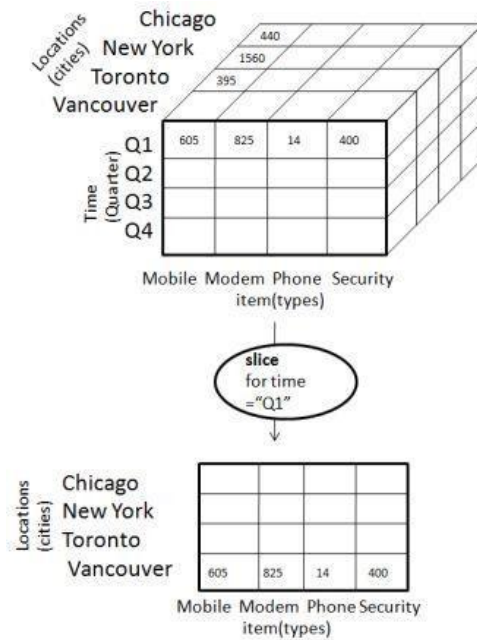 Chicago
New York
Toronto
Vancouver
Locations
(cities)
440
1560
395
Q1
Q2
Q3
Q4
Time
(Quarter)
605 825 14 400
Mobile Modem Phone Security
item(types)
slice
for time
="Q1"
Locations
(cities)
Chicago
New York
Toronto
Vancouver
605 825 14 400
Mobile Modem Phone Security
item(types)